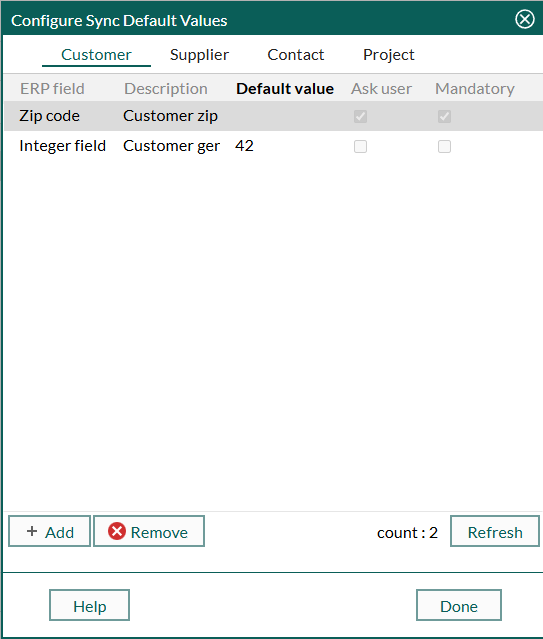 Configure Sync Default Values
Customer Supplier Contact Project
ERP field Description Default value Ask user Mandatory
Zip code Customer zip
Integer field Customer ger 42
+ Add Remove count : 2 Refresh
Help Done